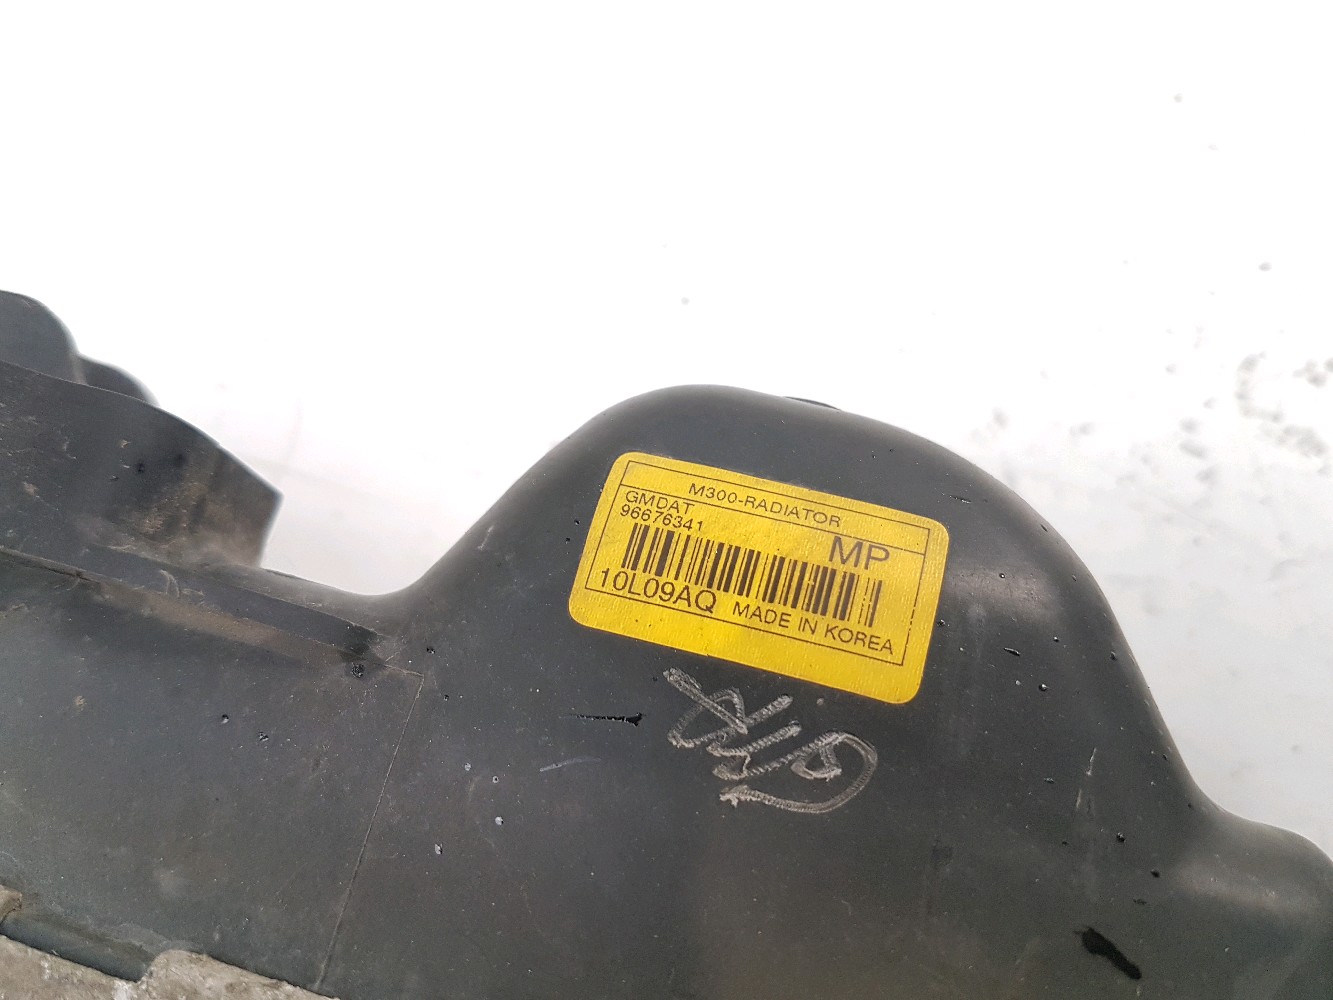 M300-RADIATOR
GMDAT
96676341
MP
10L09AQ MADE IN KOREA